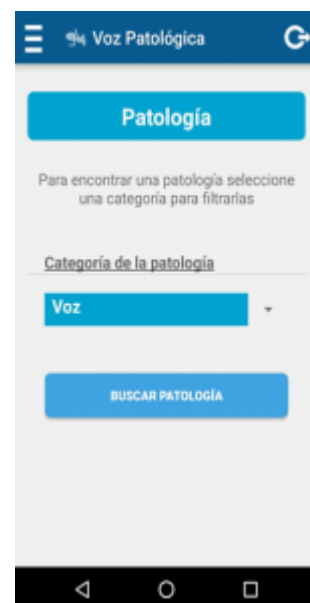 Voz Patológica
Patología
Para encontrar una patología seleccione
una categoría para filtrarlas
Categoría de la patología
Voz
BUSCAR PATOLOGÍA